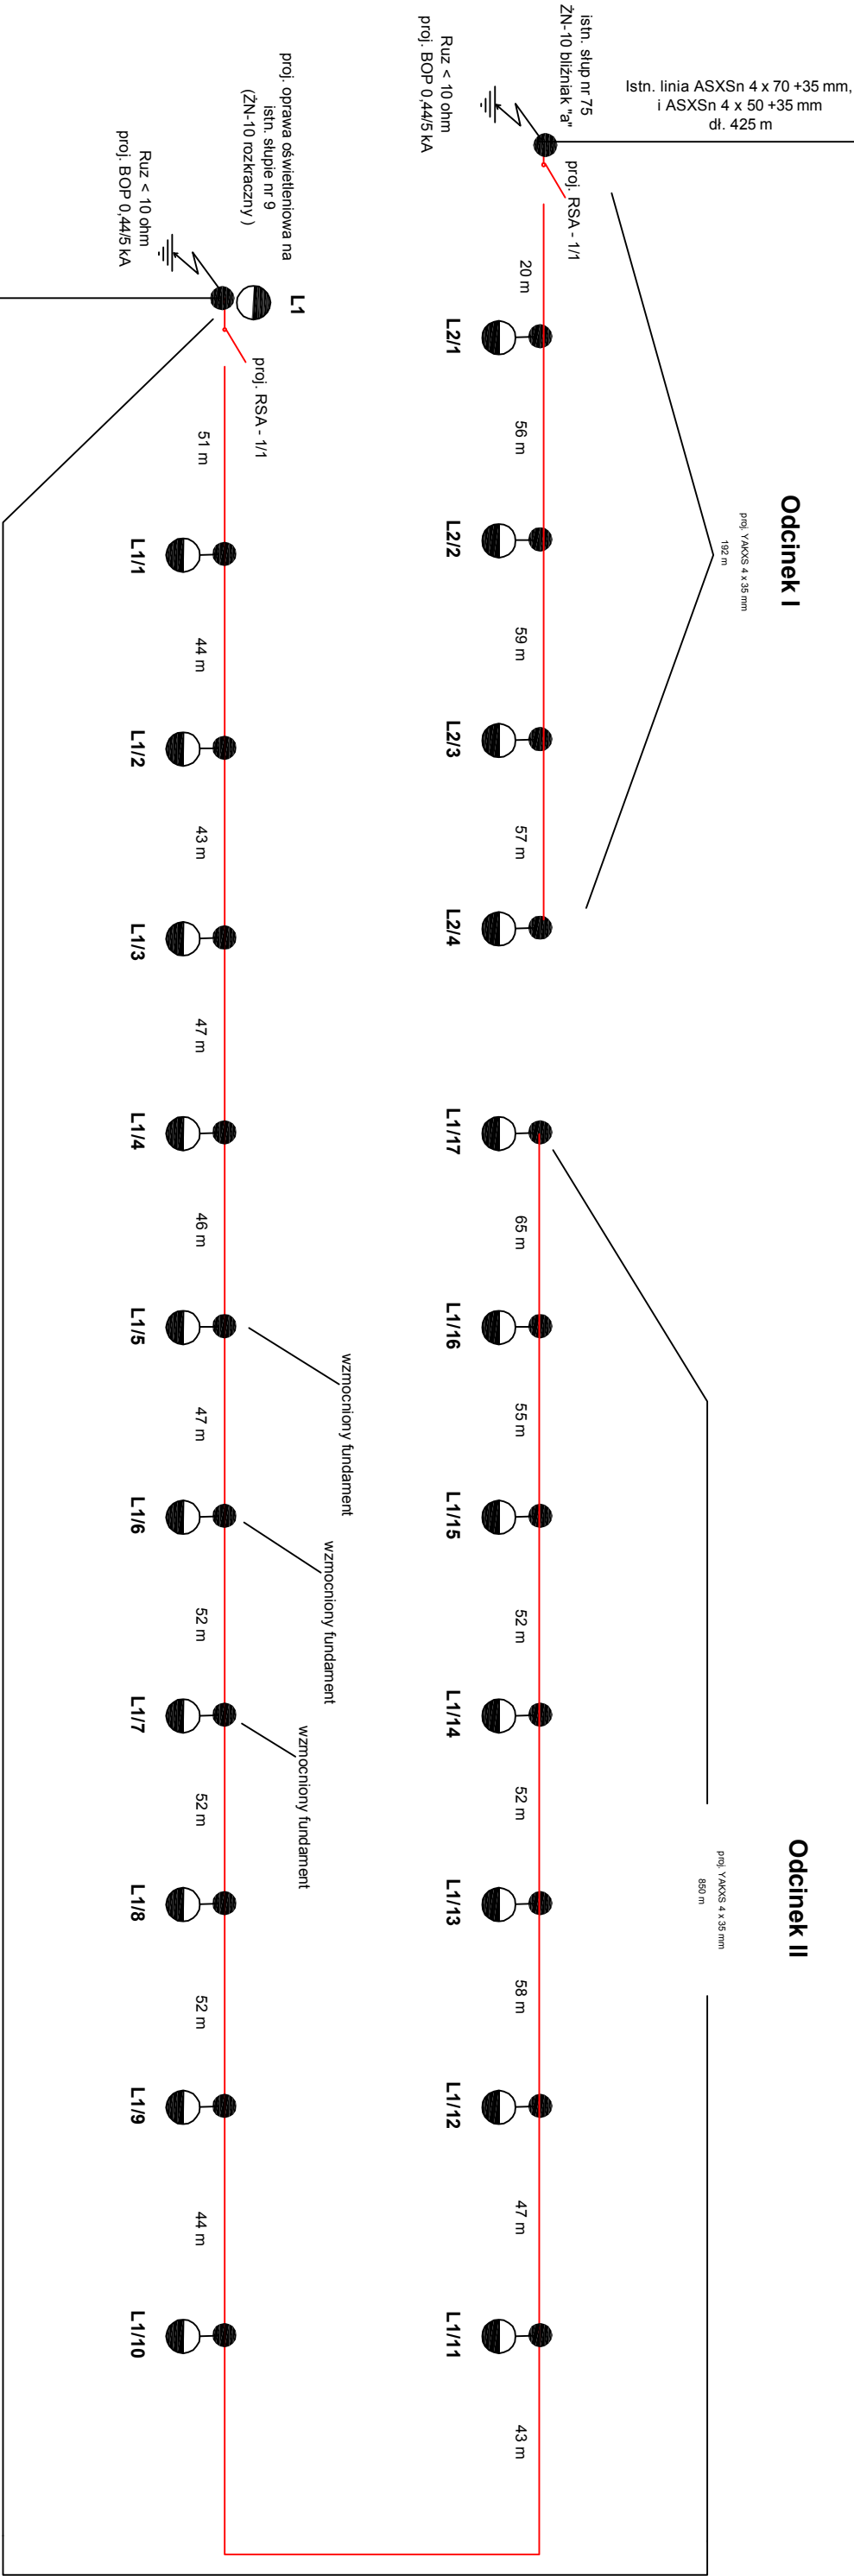 Istn. linia ASXSn 4 x 70 +35 mm,
i ASXSn 4 x 50 +35 mm
dł. 425 m
istn. słup nr 75
ŻN-10 bliźniak "a"
Ruz < 10 ohm
proj. BOP 0,44/5 kA
proj. RSA - 1/1
Odcinek I
proj. YAKXS 4 x 35 mm
192 m
20 m
L2/1
56 m
L2/2
59 m
L2/3
57 m
L2/4
Odcinek II
proj. YAKXS 4 x 35 mm
850 m
L1/17
65 m
L1/16
55 m
L1/15
52 m
L1/14
52 m
L1/13
58 m
L1/12
47 m
L1/11
43 m
proj. oprawa oświetleniowa na
istn. słupie nr 9
(ŻN-10 rozkraczny )
Ruz < 10 ohm
proj. BOP 0,44/5 kA
L1
proj. RSA - 1/1
51 m
L1/1
44 m
L1/2
43 m
L1/3
47 m
L1/4
46 m
L1/5
wzmocniony fundament
47 m
L1/6
wzmocniony fundament
52 m
L1/7
wzmocniony fundament
52 m
L1/8
52 m
L1/9
44 m
L1/10